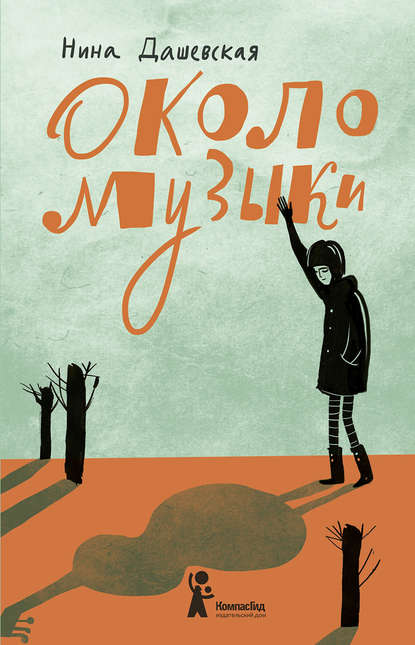 Нина Дашевская
ОКОЛО
МУЗЫКИ
КомпасГид
издательский дом